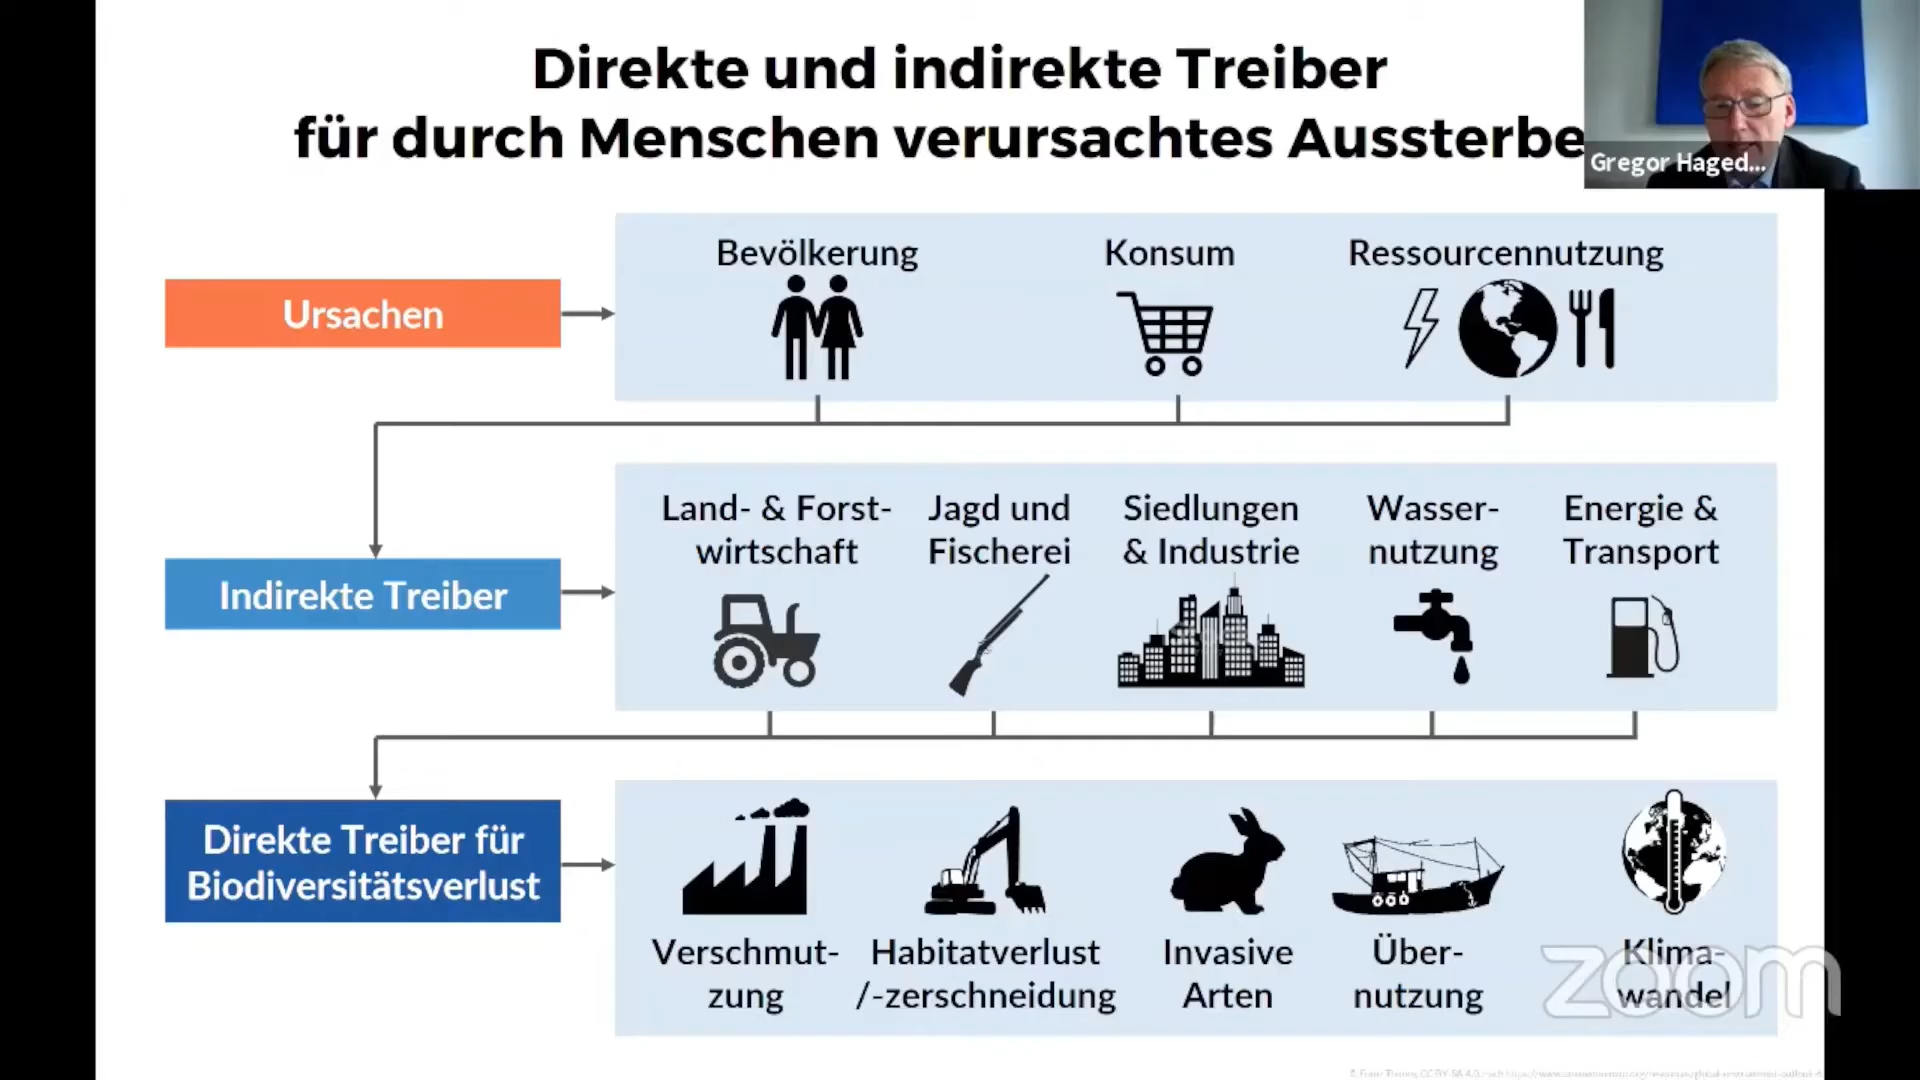 Direkte und indirekte Treiber
für durch Menschen verursachtes Aussterbe
Gregor Haged...
Ursachen
Bevölkerung
Konsum
Ressourcennutzung
Indirekte Treiber
Land- & Forst-
wirtschaft
Jagd und
Fischerei
Siedlungen
& Industrie
Wasser-
nutzung
Energie &
Transport
Direkte Treiber für
Biodiversitätsverlust
Verschmut-
zung
Habitatverlust
/-zerschneidung
Invasive
Arten
Über-
nutzung
Klima-
wandel
zoom